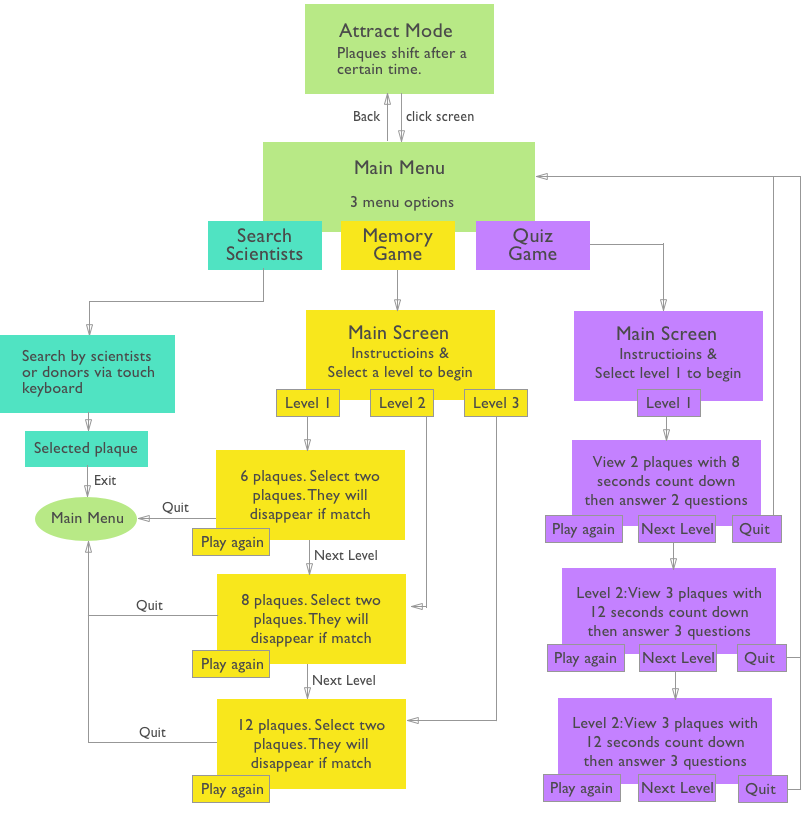 Attract Mode
Plaques shift after a
certain time.
Back
click screen
Main Menu
3 menu options
Search
Scientists
Memory
Game
Quiz
Game
Search by scientists
or donors via touch
keyboard
Selected plaque
Exit
Main Menu
Main Screen
Instructioins &
Select a level to begin
Level 1
Level 2
Level 3
6 plaques. Select two
plaques. They will
disappear if match
Quit
Play again
Next Level
8 plaques. Select two
plaques. They will
disappear if match
Quit
Play again
Next Level
12 plaques. Select two
plaques. They will
disappear if match
Quit
Play again
Main Screen
Instructioins &
Select level 1 to begin
Level 1
View 2 plaques with 8
seconds count down
then answer 2 questions
Play again
Next Level
Quit
Level 2: View 3 plaques with
12 seconds count down
then answer 3 questions
Play again
Next Level
Quit
Level 2: View 3 plaques with
12 seconds count down
then answer 3 questions
Play again
Next Level
Quit